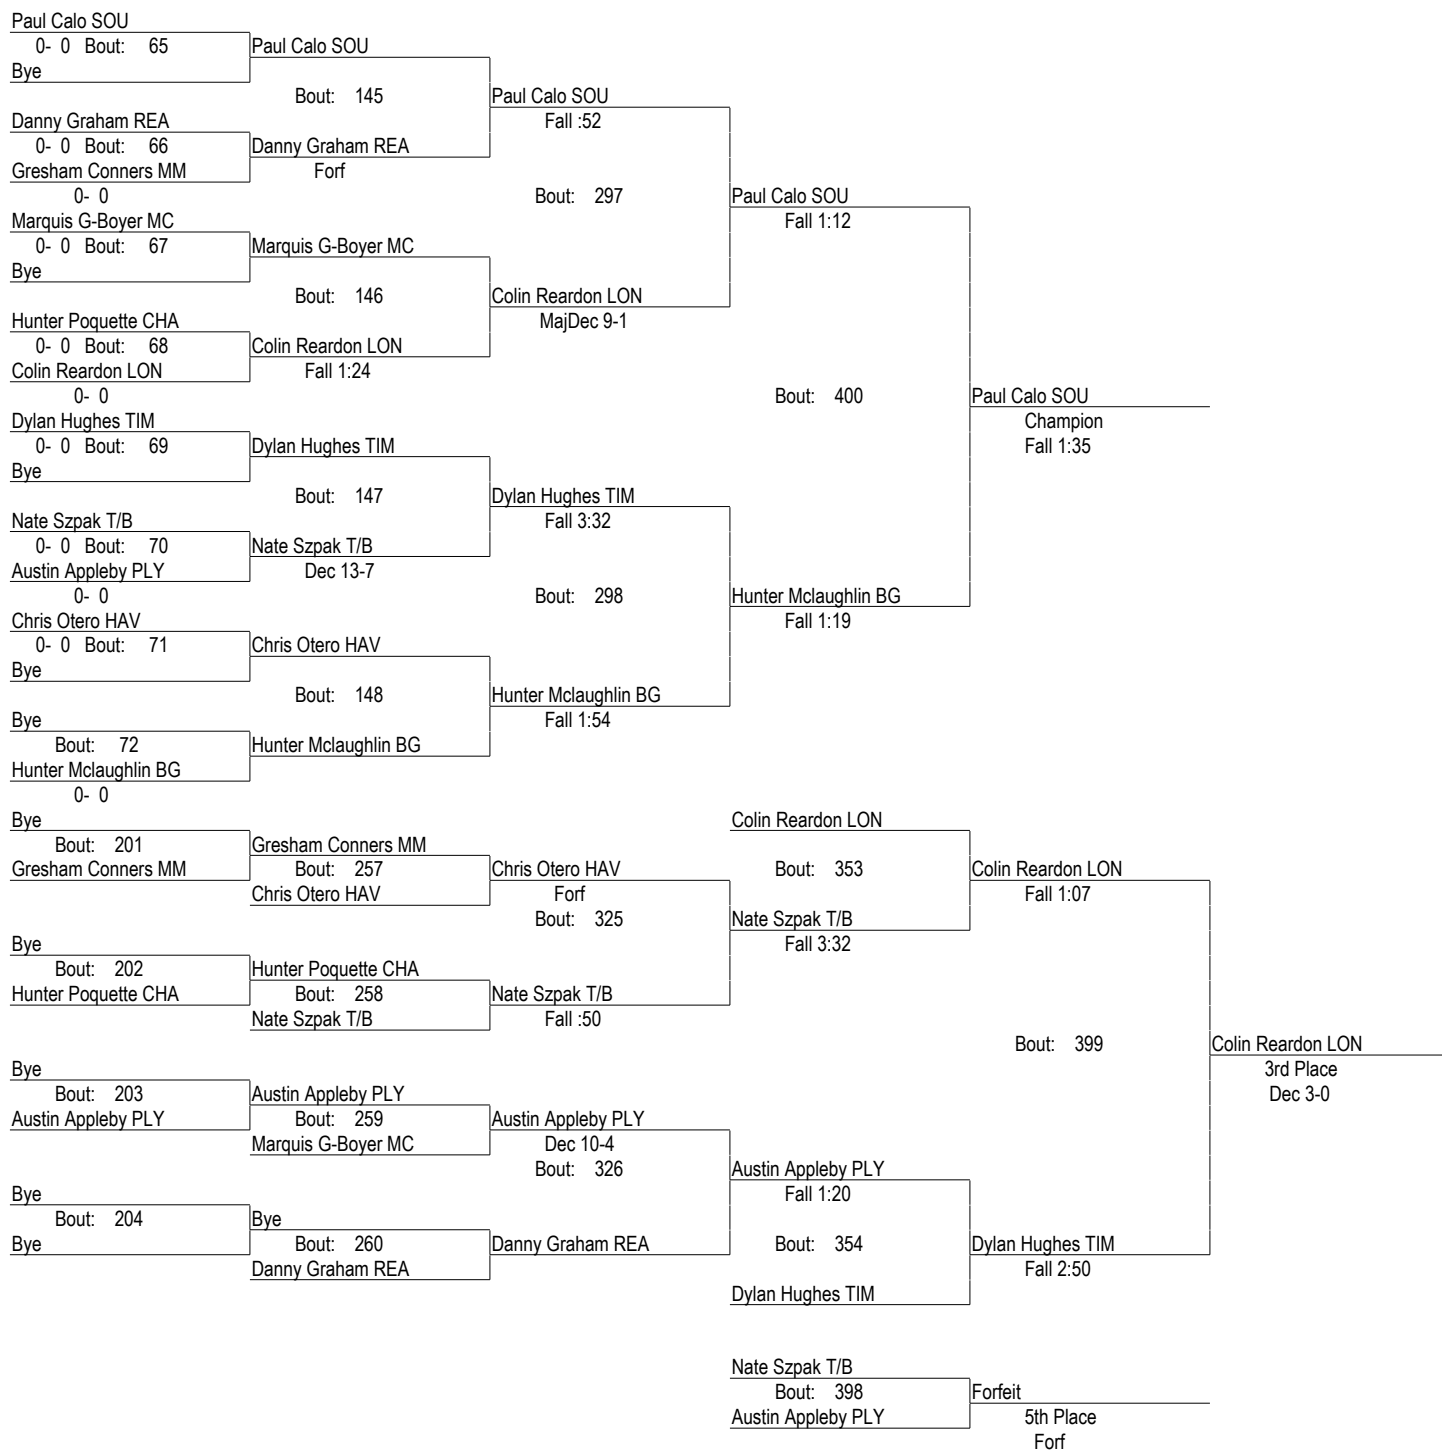 Paul Calo SOU
0- 0 Bout: 65 Paul Calo SOU
Bye
Bout: 145 Paul Calo SOU
Danny Graham REA Fall :52
0- 0 Bout: 66 Danny Graham REA
Gresham Conners MM Forf
0- 0 Bout: 297 Paul Calo SOU
Marquis G-Boyer MC Fall 1:12
0- 0 Bout: 67 Marquis G-Boyer MC
Bye
Bout: 146 Colin Reardon LON
Hunter Poquette CHA MajDec 9-1
0- 0 Bout: 68 Colin Reardon LON
Colin Reardon LON Fall 1:24
0- 0 Bout: 400 Paul Calo SOU
Dylan Hughes TIM Champion
0- 0 Bout: 69 Dylan Hughes TIM Fall 1:35
Bye
Bout: 147 Dylan Hughes TIM
Nate Szpak T/B Fall 3:32
0- 0 Bout: 70 Nate Szpak T/B
Austin Appleby PLY Dec 13-7
0- 0 Bout: 298 Hunter Mclaughlin BG
Chris Otero HAV Fall 1:19
0- 0 Bout: 71 Chris Otero HAV
Bye
Bout: 148 Hunter Mclaughlin BG
Bye Fall 1:54
Bout: 72 Hunter Mclaughlin BG
Hunter Mclaughlin BG
0- 0
Bye Colin Reardon LON
Bout: 201 Gresham Conners MM
Gresham Conners MM Bout: 257 Chris Otero HAV Bout: 353 Colin Reardon LON
Chris Otero HAV Forf Fall 1:07
Bout: 325 Nate Szpak T/B
Bye Fall 3:32
Bout: 202 Hunter Poquette CHA
Hunter Poquette CHA Bout: 258 Nate Szpak T/B
Nate Szpak T/B Fall :50
Bout: 399 Colin Reardon LON
Bye 3rd Place
Bout: 203 Austin Appleby PLY Dec 3-0
Austin Appleby PLY Bout: 259 Austin Appleby PLY
Marquis G-Boyer MC Dec 10-4
Bout: 326 Austin Appleby PLY
Bye Fall 1:20
Bout: 204 Bye
Bye Bout: 260 Danny Graham REA Bout: 354 Dylan Hughes TIM
Danny Graham REA Fall 2:50
Dylan Hughes TIM
Nate Szpak T/B
Bout: 398 Forfeit
Austin Appleby PLY 5th Place
Forf